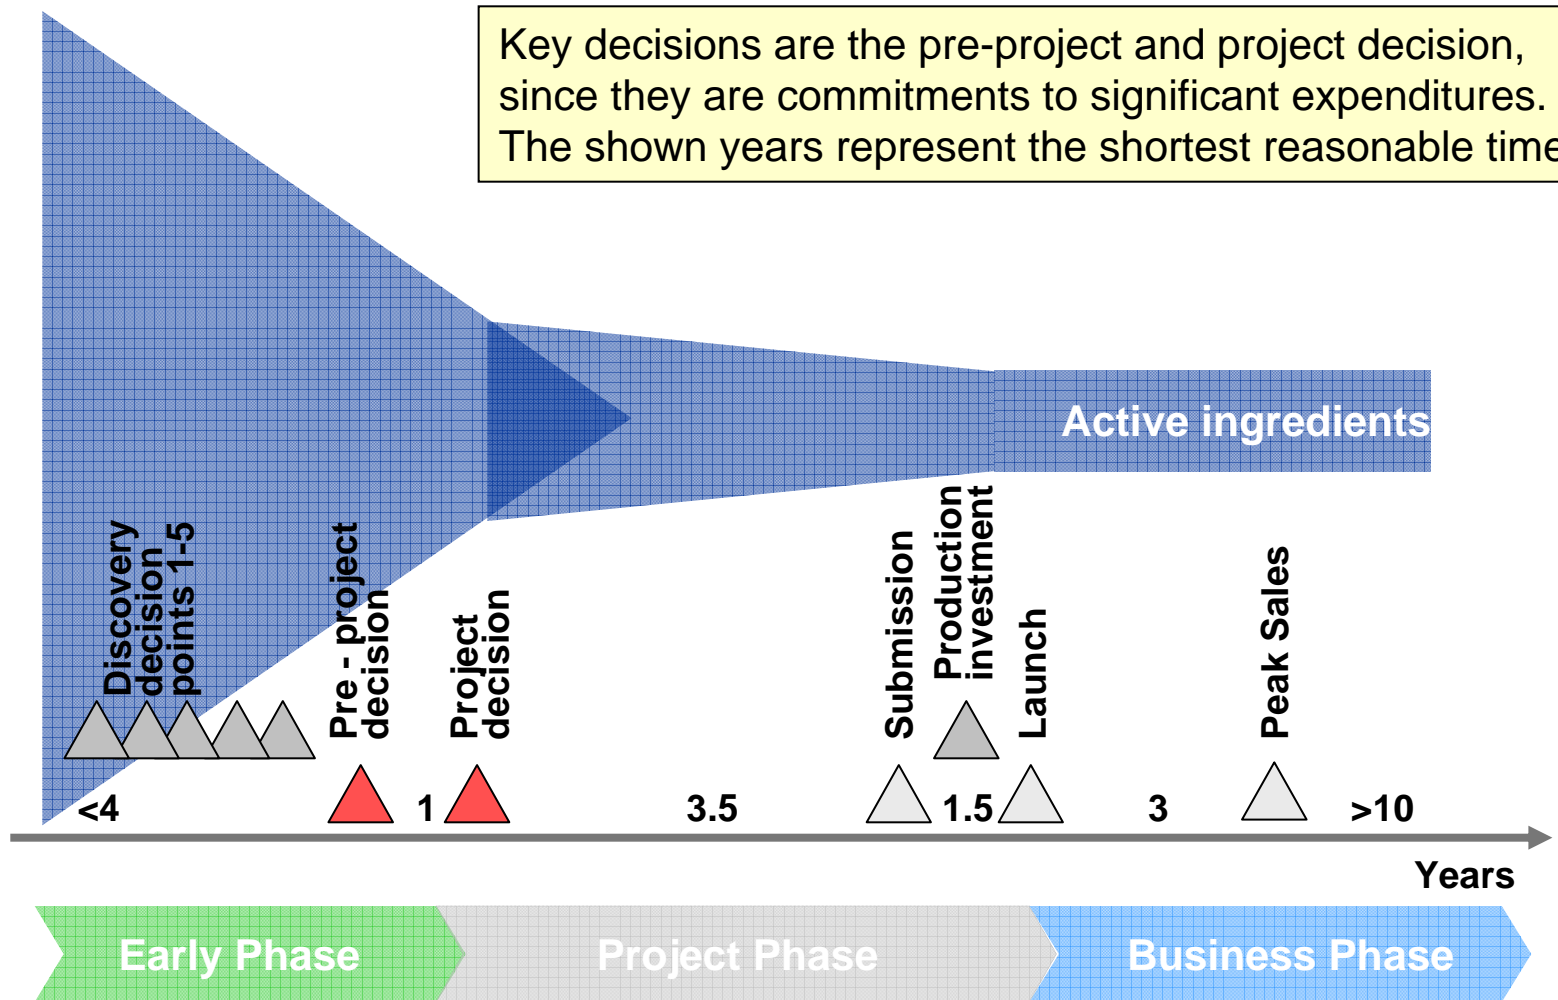 Key decisions are the pre-project and project decision,
since they are commitments to significant expenditures.
The shown years represent the shortest reasonable time
Active ingredients
Discovery
decision
points 1-5
Pre - project
decision
Project
decision
Submission
Production
investment
Launch
Peak Sales
<4
1
3.5
1.5
3
>10
Years
Early Phase
Project Phase
Business Phase